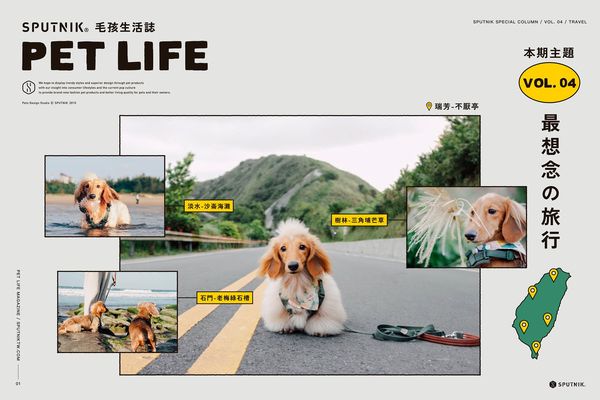 SPUTNIK® 毛孩生活誌
PET LIFE
We hope to display trendy styles and superior design through pet products
with our insight into consumer lifestyles and the current pop culture
to provide brand new fashion pet products and better living quality for pets and their owners.
Pets Design Studio © SPUTNIK 2019
SPUTNIK SPECIAL COLUMN / VOL. 04 / TRAVEL
本期主題
VOL. 04
最想念の旅行
瑞芳-不厭亭
淡水-沙崙海灘
樹林-三角埔芒草
石門-老梅綠石槽
PET LIFE MAGAZINE / SPUTNIKTW.COM
01
SPUTNIK.